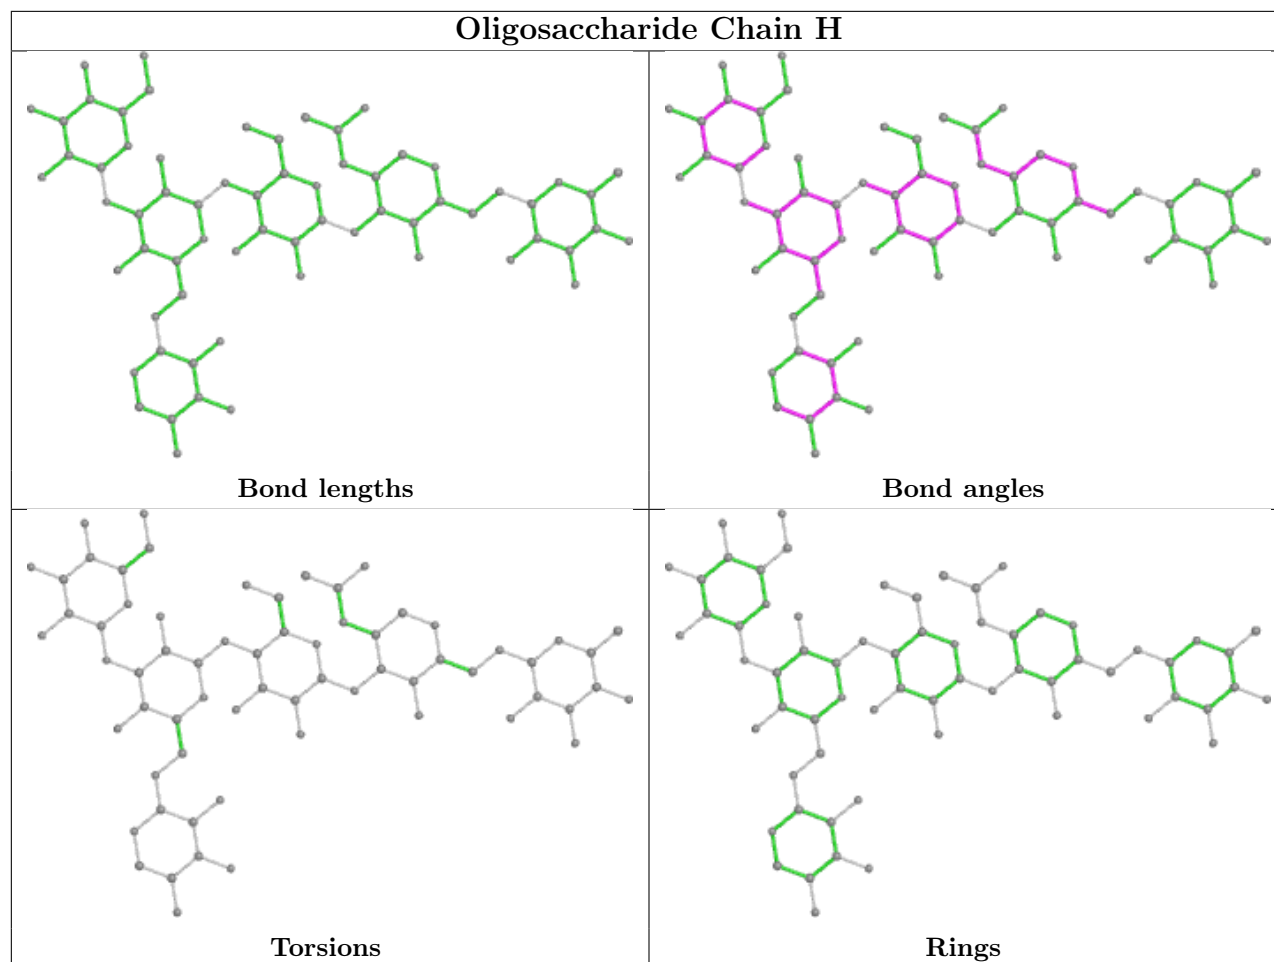 Oligosaccharide Chain H
Bond lengths
Bond angles
Torsions
Rings